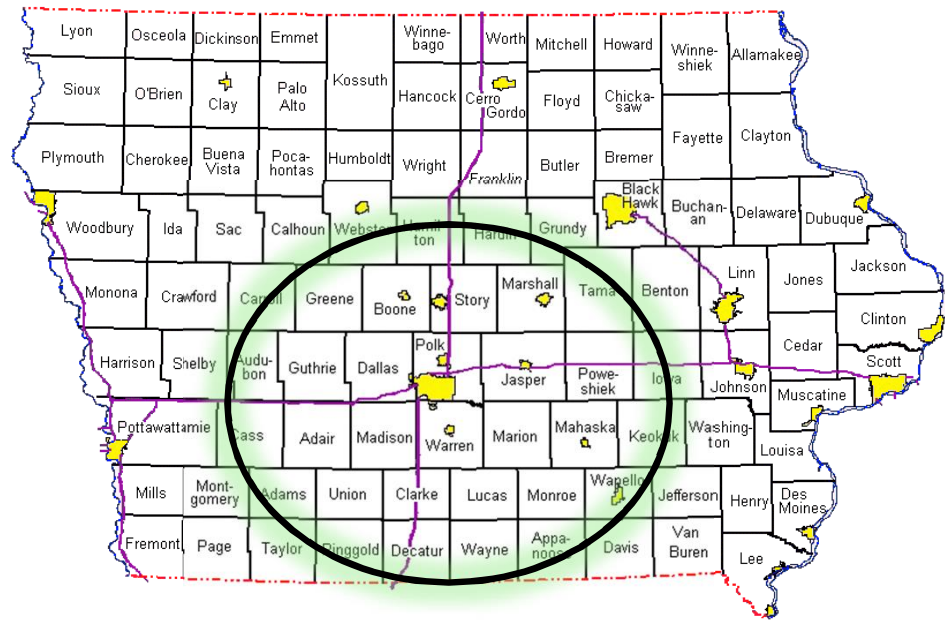 Lyon
Osceola
Dickinson
Emmet
Winne-
bago
Worth
Mitchell
Howard
Winne-
shiek
Allamakee
Kossuth
Sioux
O'Brien
Clay
Palo
Alto
Hancock
Cerro
Gordo
Floyd
Chicka-
saw
Fayette
Clayton
Plymouth
Cherokee
Buena
Vista
Poca-
hontas
Humboldt
Wright
Franklin
Butler
Bremer
Black
Hawk
Buchan-
an
Delaware
Dubuque
Woodbury
Ida
Sac
Calhoun
Webster
Hamil-
ton
Hardin
Grundy
Monona
Crawford
Carroll
Greene
Boone
Story
Marshall
Tama
Benton
Linn
Jones
Jackson
Clinton
Cedar
Scott
Harrison
Shelby
Audu-
bon
Guthrie
Dallas
Polk
Jasper
Powe-
shiek
Iowa
Johnson
Muscatine
Pottawattamie
Cass
Adair
Madison
Warren
Marion
Mahaska
Keokuk
Washing-
ton
Louisa
Mills
Mont-
gomery
Adams
Union
Clarke
Lucas
Monroe
Wapello
Jefferson
Henry
Des
Moines
Fremont
Page
Taylor
Ringgold
Decatur
Wayne
Appa-
noose
Davis
Van
Buren
Lee